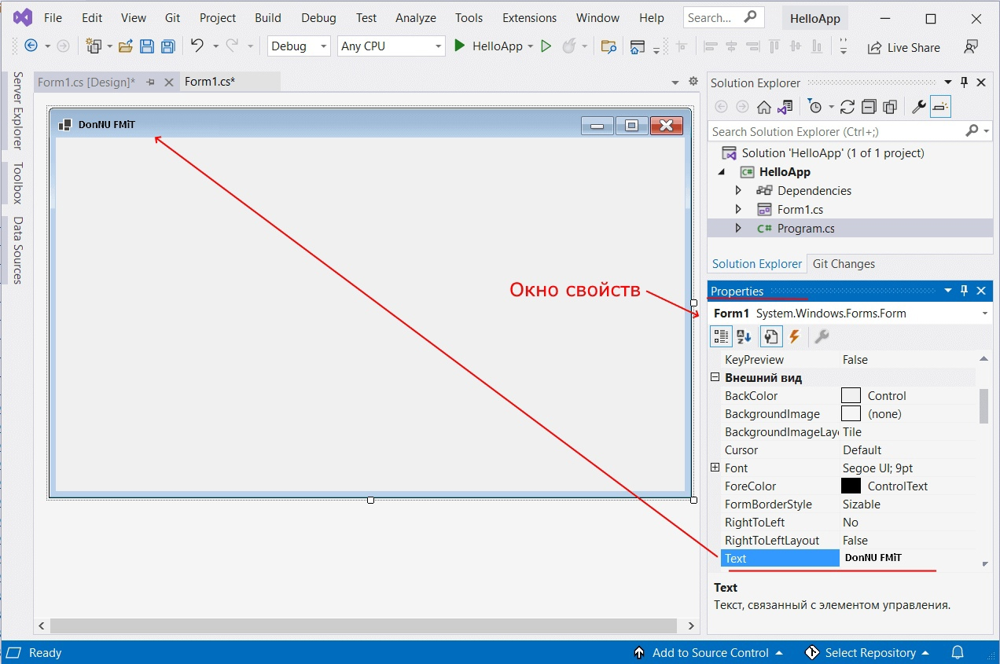 File Edit View Git Project Build Debug Test Analyze Tools Extensions Window Help Search... HelloApp
Debug Any CPU HelloApp Live Share
Form1.cs [Design]* Form1.cs*
Server Explorer
Toolbox
Data Sources
DonNU FMiT
Окно свойств
Solution Explorer
Search Solution Explorer (Ctrl+;)
Solution 'HelloApp' (1 of 1 project)
C# HelloApp
Dependencies
Form1.cs
C# Program.cs
Solution Explorer Git Changes
Properties
Form1 System.Windows.Forms.Form
KeyPreview False
Внешний вид
BackColor Control
BackgroundImage (none)
BackgroundImageLayo Tile
Cursor Default
Font Segoe UI; 9pt
ForeColor ControlText
FormBorderStyle Sizable
RightToLeft No
RightToLeftLayout False
Text DonNU FMiT
Text
Текст, связанный с элементом управления.
Ready Add to Source Control Select Repository